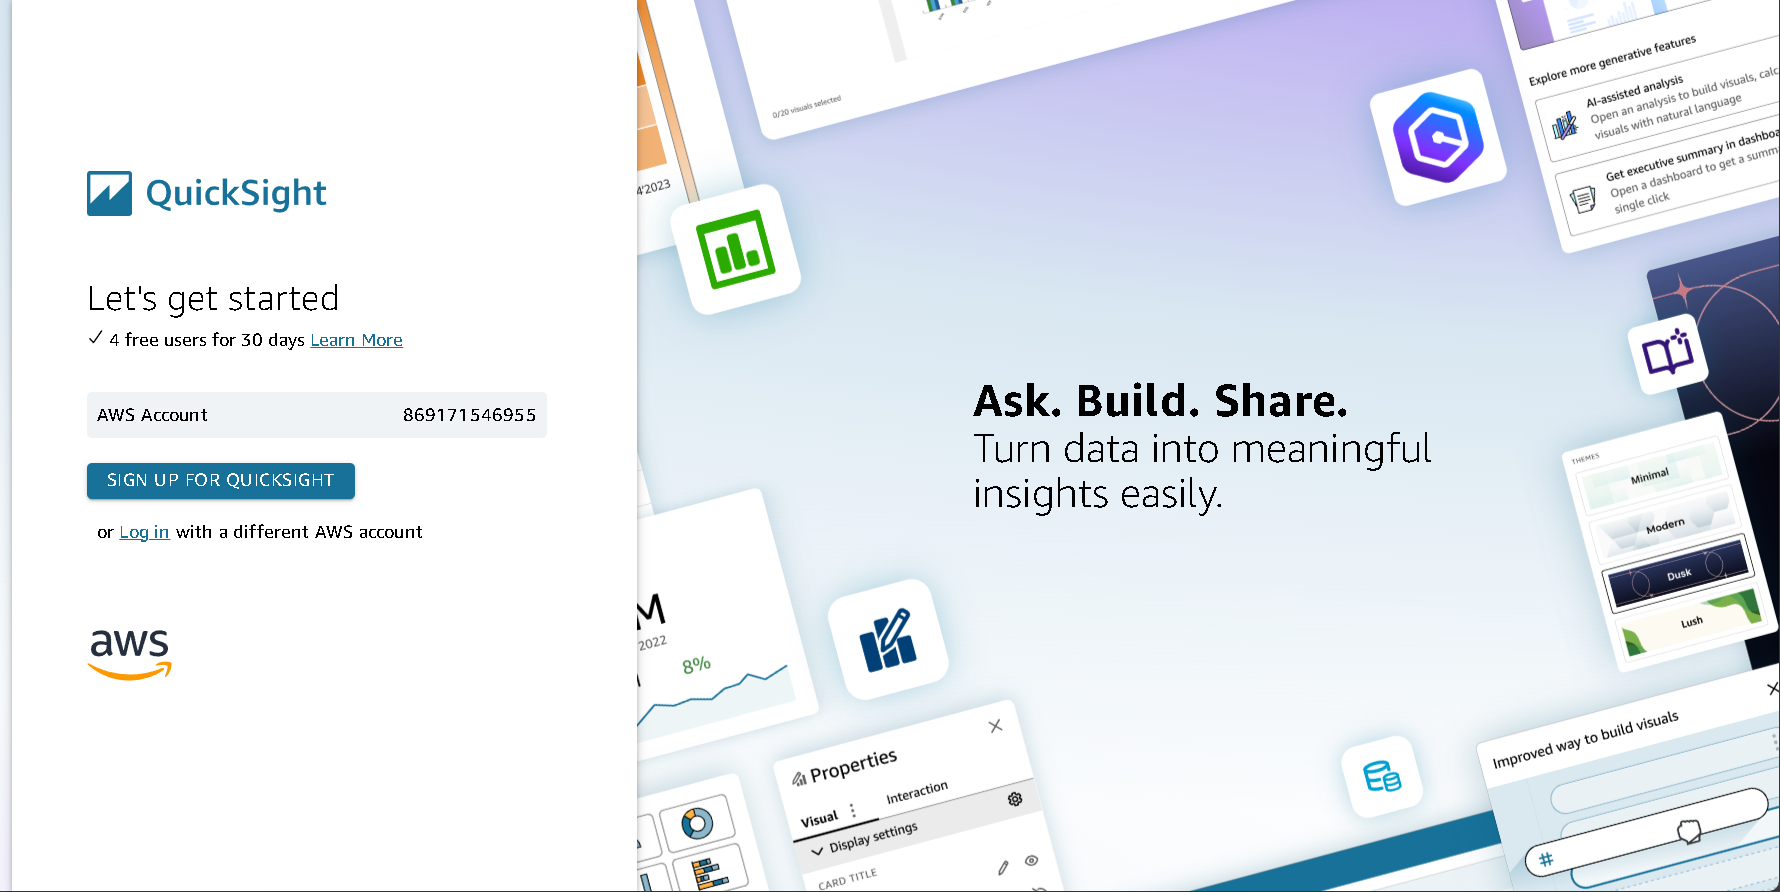 QuickSight
Let's get started
4 free users for 30 days Learn More
AWS Account 869171546955
SIGN UP FOR QUICKSIGHT
or Log in with a different AWS account
aws
0/20 visuals selected
4'2023
Explore more generative features
AI-assisted analysis
Open an analysis to build visuals, calc
visuals with natural language
Get executive summary in dashboa
Open a dashboard to get a summ
single click
Ask. Build. Share.
Turn data into meaningful
insights easily.
THEMES
Minimal
Modern
Dusk
Lush
M
2022
8%
Properties
Visual
Interaction
Display settings
CARD TITLE
Improved way to build visuals
#